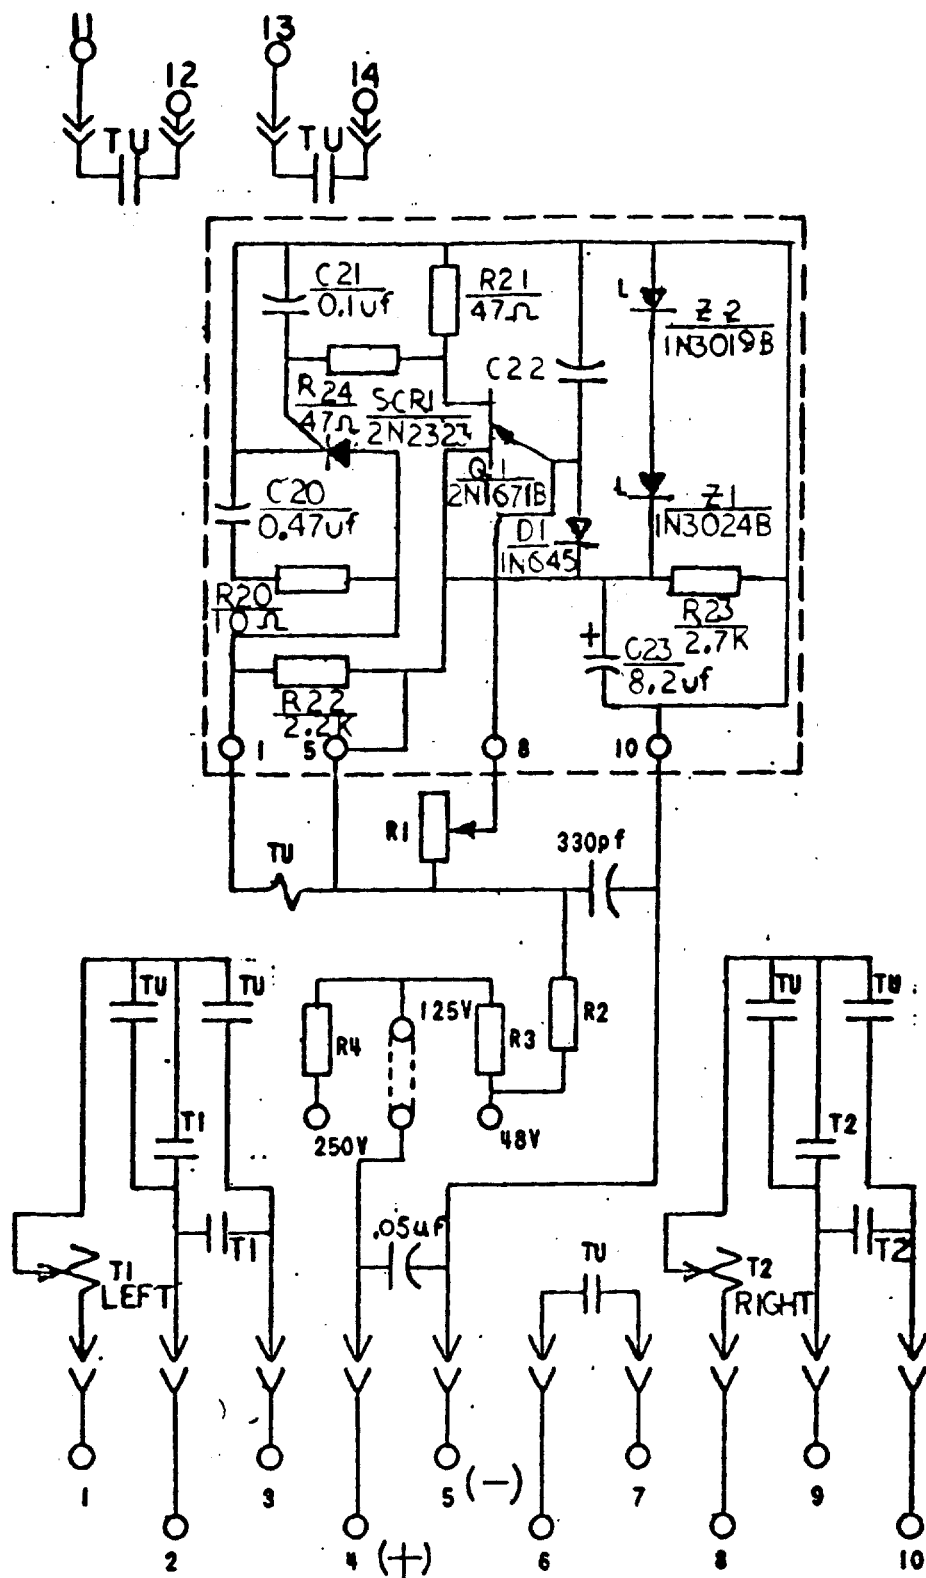 11
13
12
14
TU
TU
C21
0.1uf
R21
47Ω
L
Z2
1N3019B
R24
47Ω
SCR1
2N2323
C22
C20
0.47uf
Q1
2N1671B
L
Z1
1N3024B
D1
1N645
R20
10Ω
R23
2.7K
+
C23
8.2uf
R22
2.2K
1
5
8
10
R1
TU
330pf
TU
TU
125V
R4
R3
R2
TU
TU
T1
250V
48V
T2
.05uf
T1
TU
T2
T1
LEFT
T2
RIGHT
1
3
5 (-)
7
9
2
4 (+)
6
8
10